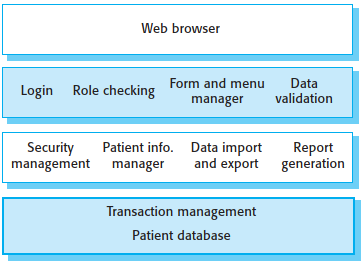 Web browser
Login Role checking Form and menu manager Data validation
Security management Patient info. manager Data import and export Report generation
Transaction management
Patient database